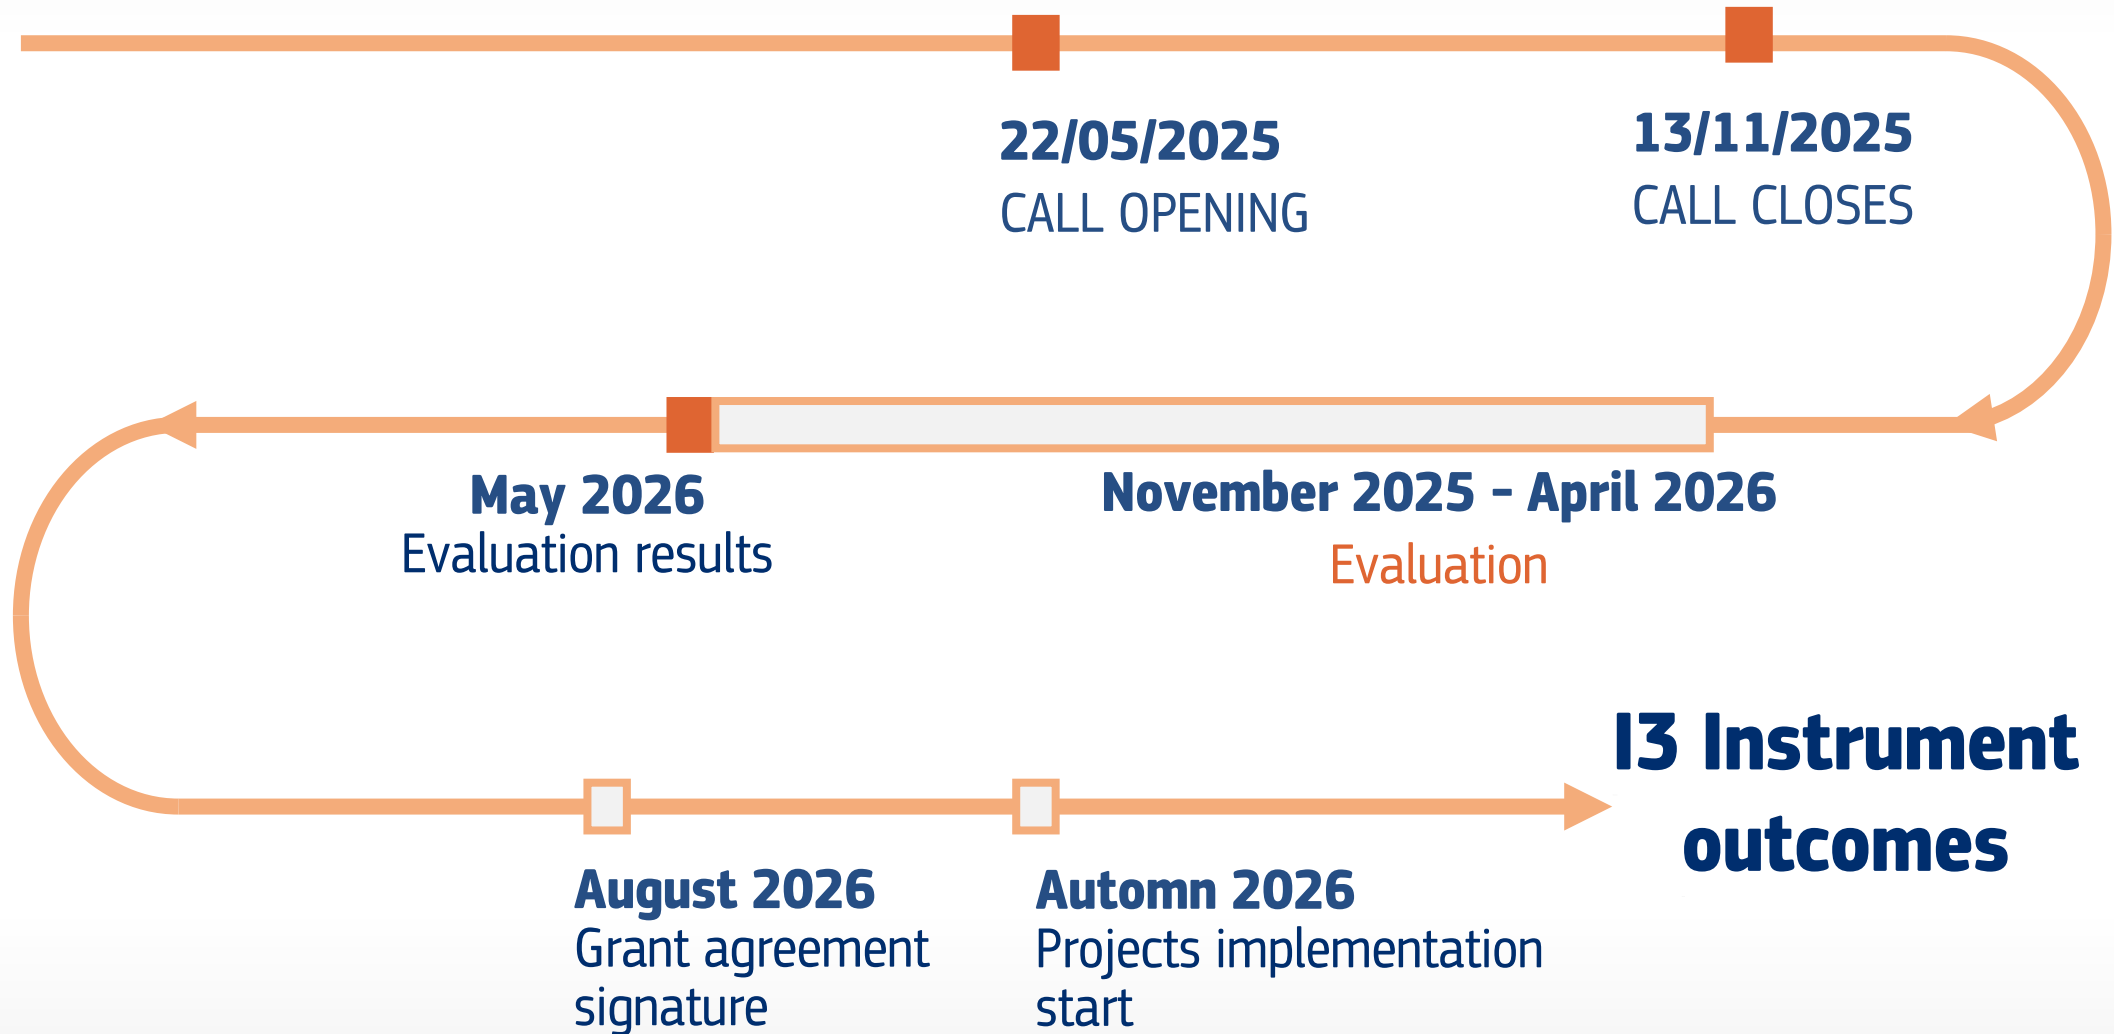 22/05/2025
CALL OPENING
13/11/2025
CALL CLOSES
November 2025 – April 2026
Evaluation
May 2026
Evaluation results
August 2026
Grant agreement
signature
Automn 2026
Projects implementation
start
I3 Instrument
outcomes